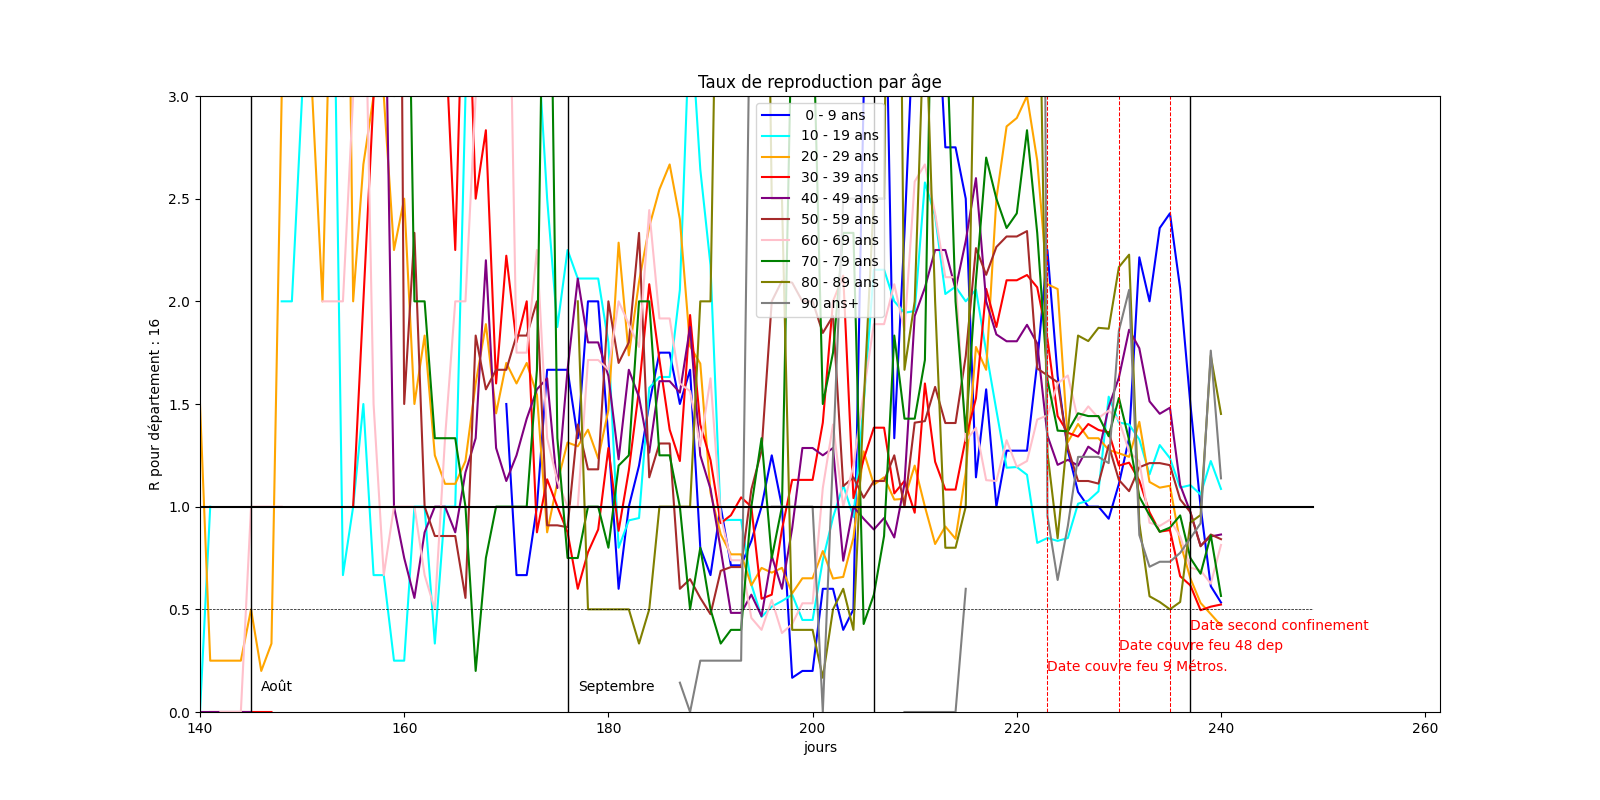 Taux de reproduction par âge
R pour département : 16
3.0
2.5
2.0
1.5
1.0
0.5
0.0
0 - 9 ans
10 - 19 ans
20 - 29 ans
30 - 39 ans
40 - 49 ans
50 - 59 ans
60 - 69 ans
70 - 79 ans
80 - 89 ans
90 ans+
Date second confinement
Date couvre feu 48 dep
Date couvre feu 9 Métros.
Août
Septembre
140
160
180
200
220
240
260
jours